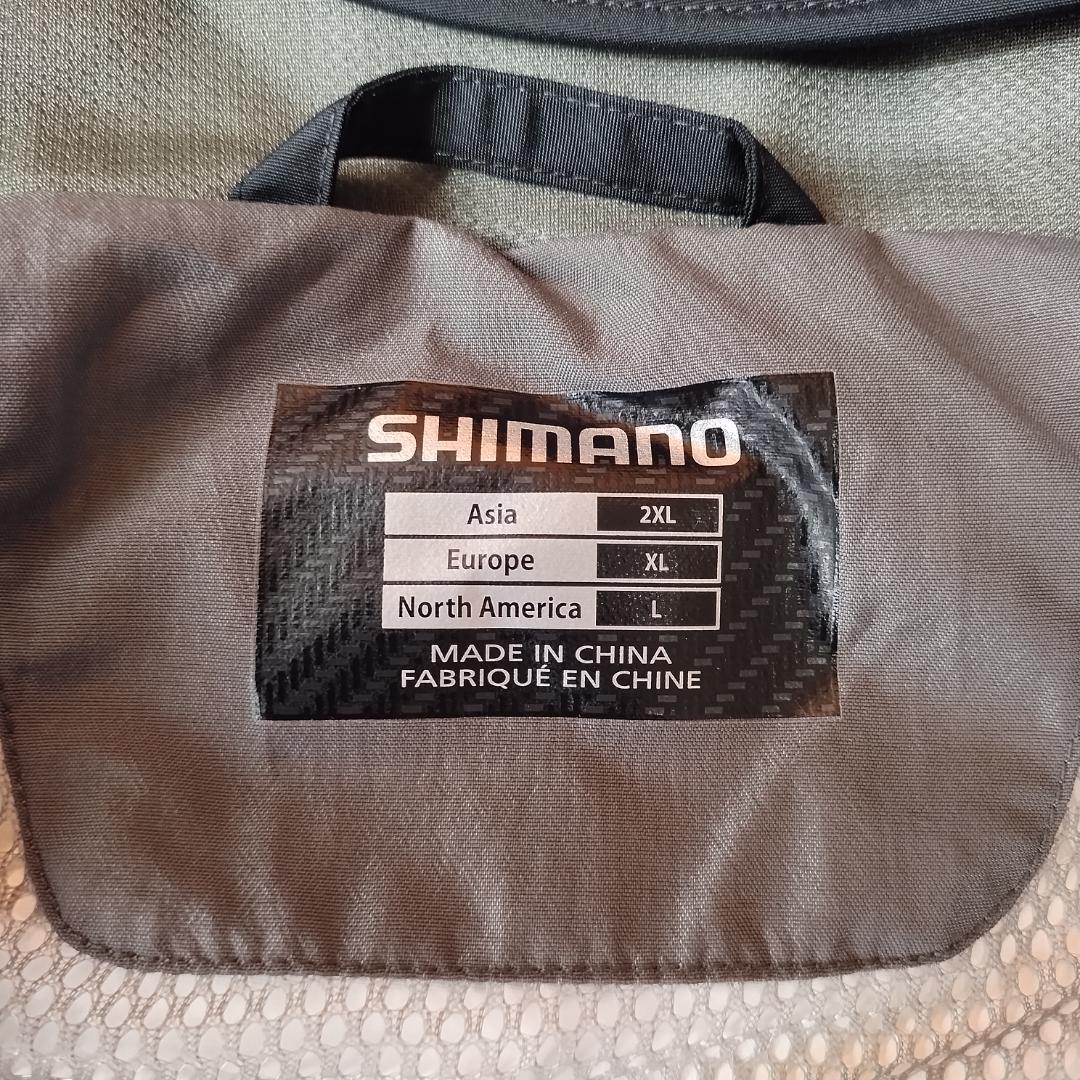 SHIMANO
Asia 2XL
Europe XL
North America L
MADE IN CHINA
FABRIQUÉ EN CHINE